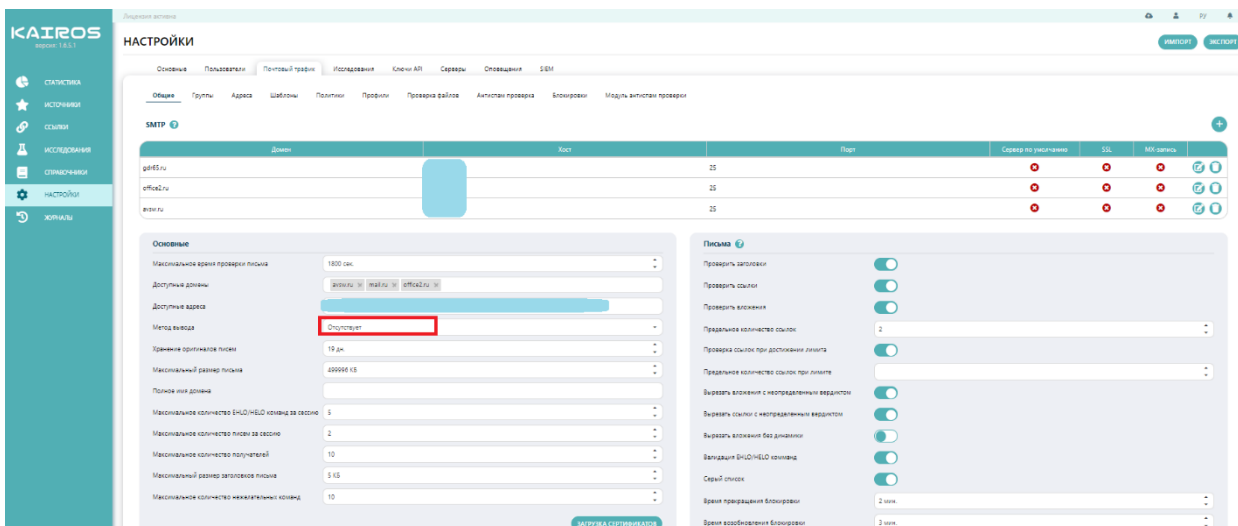 Лицензия активна
РУ
KAIROS
версия: 1.6.5.1
НАСТРОЙКИ
ИМПОРТ
ЭКСПОРТ
Основные Пользователи Почтовый трафик Исследования Ключи API Серверы Оповещения SIEM
СТАТИСТИКА
ИСТОЧНИКИ
ССЫЛКИ
ИССЛЕДОВАНИЯ
СПРАВОЧНИКИ
НАСТРОЙКИ
ЖУРНАЛЫ
Общие Группы Адреса Шаблоны Политики Профили Проверка файлов Антиспам проверка Блокировки Модуль антиспам проверки
SMTP ?
Домен Хост Порт Сервер по умолчанию SSL MX-запись
gdr65.ru 25
office2.ru 25
avsw.ru 25
Основные
Максимальное время проверки письма 1800 сек.
Доступные домены avsw.ru mail.ru office2.ru
Доступные адреса
Метод вывода Отсутствует
Хранение оригиналов писем 19 дн.
Максимальный размер письма 499996 КБ
Полное имя домена
Максимальное количество EHLO/HELO команд за сессию 5
Максимальное количество писем за сессию 2
Максимальное количество получателей 10
Максимальный размер заголовков письма 5 КБ
Максимальное количество нежелательных команд 10
ЗАГРУЗКА СЕРТИФИКАТОВ
Письма ?
Проверить заголовки
Проверить ссылки
Проверить вложения
Предельное количество ссылок 2
Проверка ссылок при достижении лимита
Предельное количество ссылок при лимите
Вырезать вложения с неопределенным вердиктом
Вырезать ссылки с неопределенным вердиктом
Вырезать вложения без динамики
Валидация EHLO/HELO комманд
Серый список
Время прекращения блокировки 2 мин.
Время возобновления блокировки 3 мин.